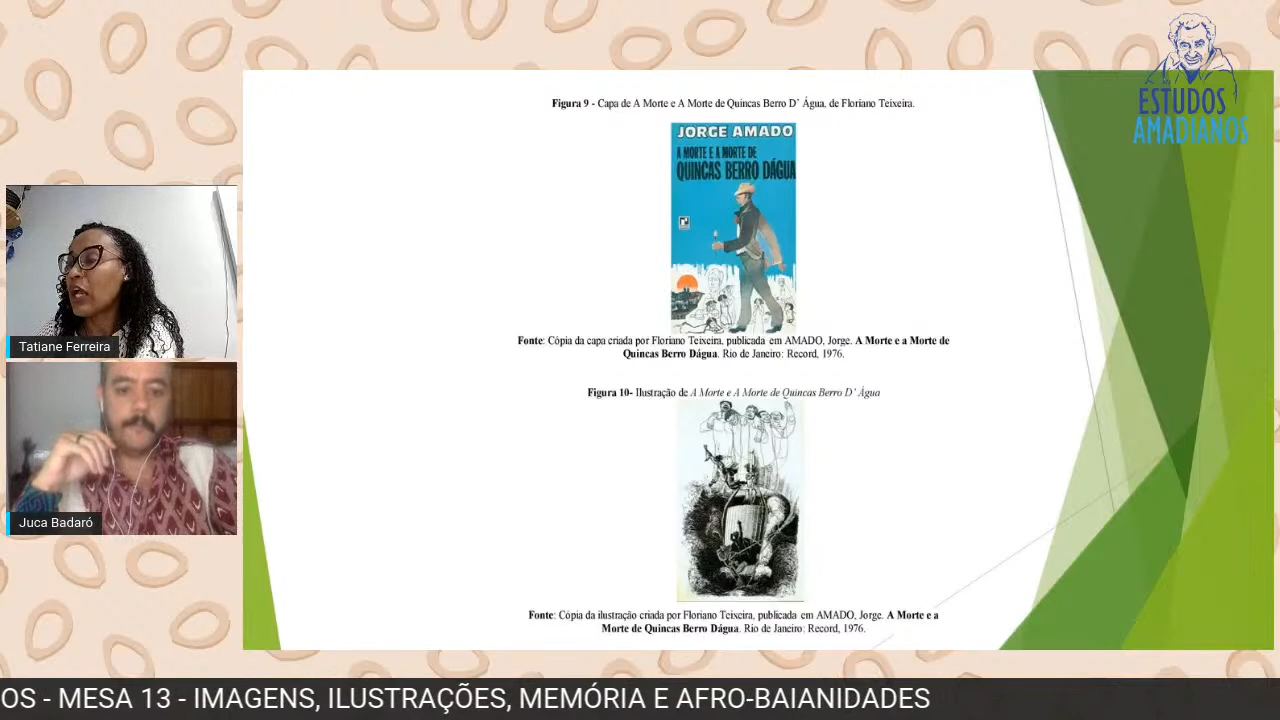 ESTUDOS
AMADIANOS
Figura 9 - Capa de A Morte e A Morte de Quincas Berro D' Água, de Floriano Teixeira.
JORGE AMADO
A MORTE E A MORTE DE
QUINCAS BERRO DÁGUA
Fonte: Cópia da capa criada por Floriano Teixeira, publicada em AMADO, Jorge. A Morte e a Morte de
Quincas Berro Dágua. Rio de Janeiro: Record, 1976.
Figura 10- Ilustração de A Morte e A Morte de Quincas Berro D' Água
Fonte: Cópia da ilustração criada por Floriano Teixeira, publicada em AMADO, Jorge. A Morte e a
Morte de Quincas Berro Dágua. Rio de Janeiro: Record, 1976.
Tatiane Ferreira
Juca Badaró
OS - MESA 13 - IMAGENS, ILUSTRAÇÕES, MEMÓRIA E AFRO-BAIANIDADES